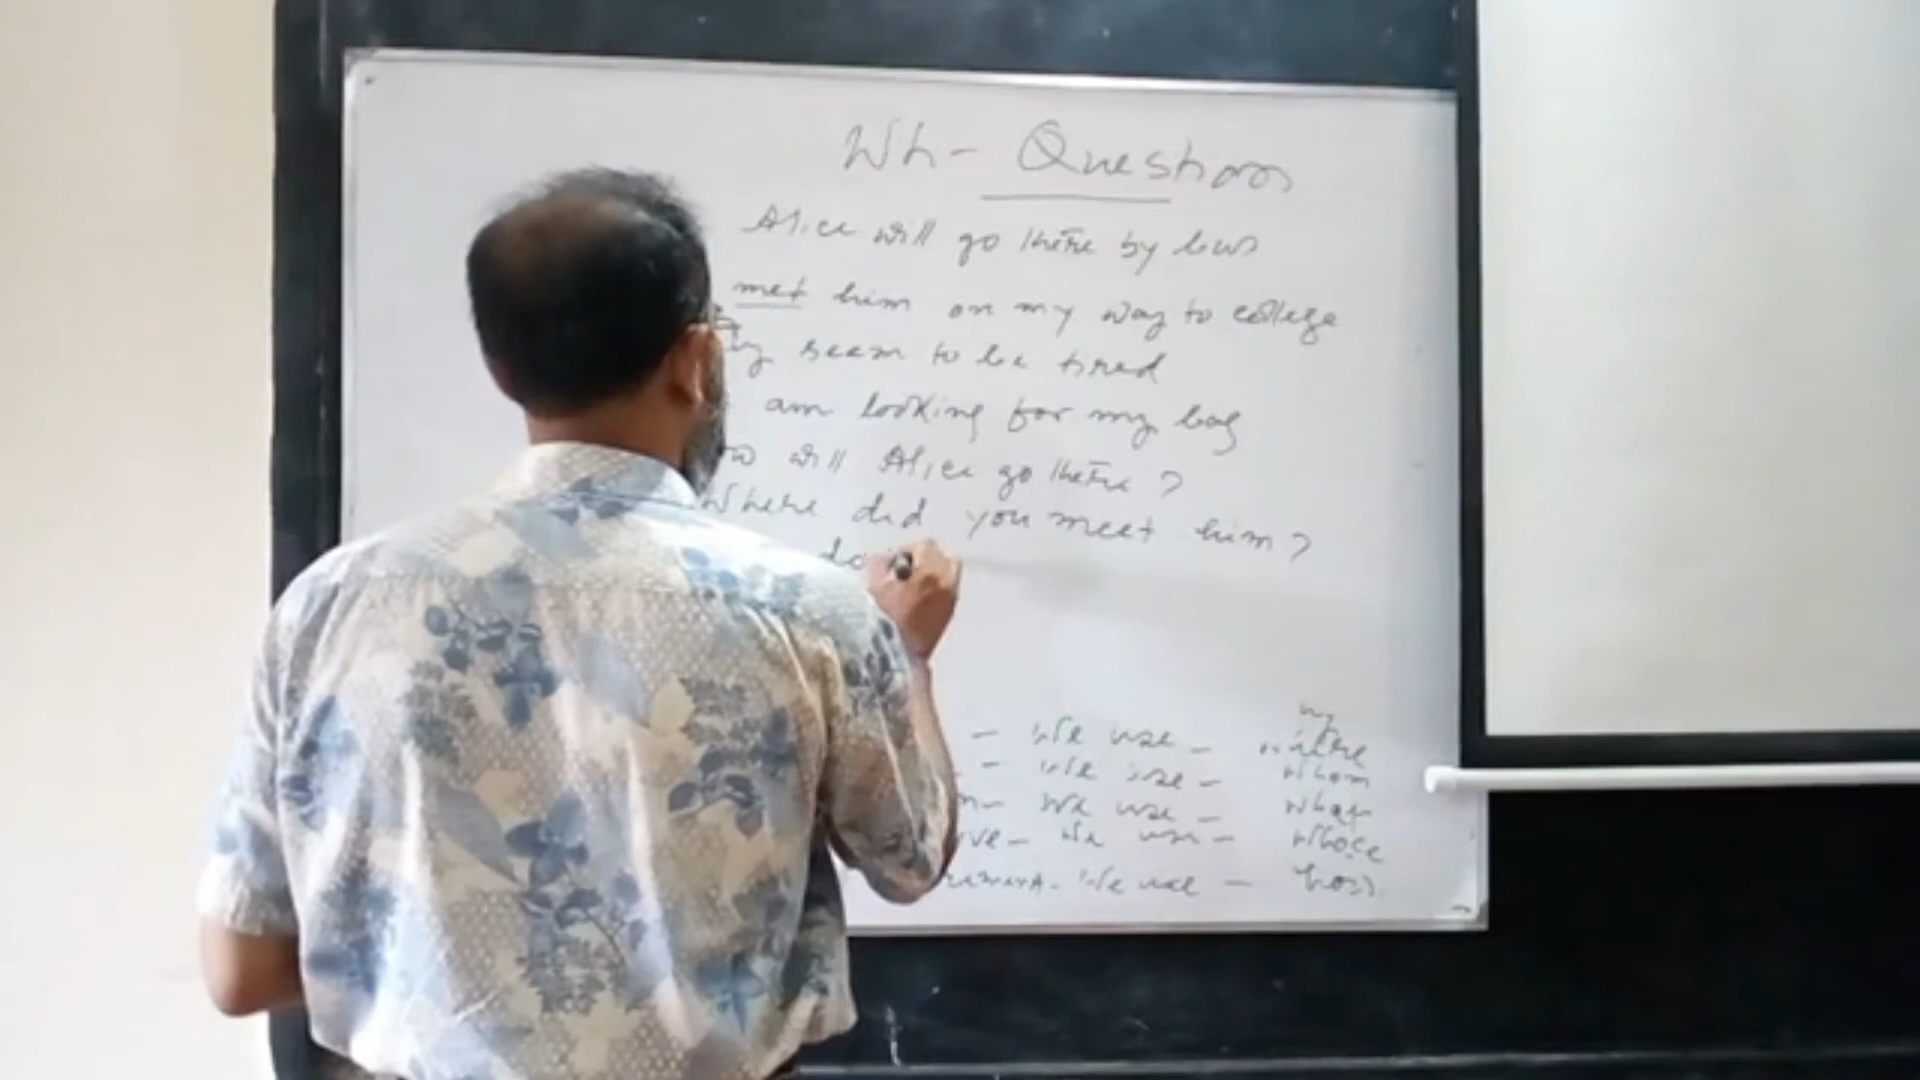 Wh- Questions
Alice will go there by bus
met him on my way to college
seem to be tired
am looking for my bag
will Alice go there ?
Where did you meet him ?
do
- We use - where
- We use - whom
- We use - what
- We use - whose
- We use - how